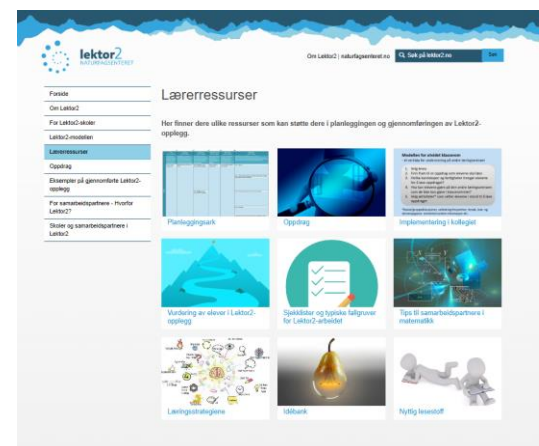 lektor2
NATURFAGSENTERET
Om Lektor2 | naturfagsenteret.no
Søk på lektor2.no
Søk
Forside
Om Lektor2
For Lektor2-skoler
Lektor2-modellen
Lærerressurser
Oppdrag
Eksempler på gjennomførte Lektor2-
opplegg
For samarbeidspartnere - Hvorfor
Lektor2?
Skoler og samarbeidspartnere i
Lektor2
Lærerressurser
Her finner dere ulike ressurser som kan støtte dere i planleggingen og gjennomføringen av Lektor2-
opplegg.
Planleggingsark
Oppdrag
Modellen for utvidet klasserom
Implementering i kollegiet
Vurdering av elever i Lektor2-
opplegg
Sjekklister og typiske fallgruver
for Lektor2-arbeidet
Tips til samarbeidspartnere i
matematikk
Læringsstrategiene
Idébank
Nyttig lesestoff